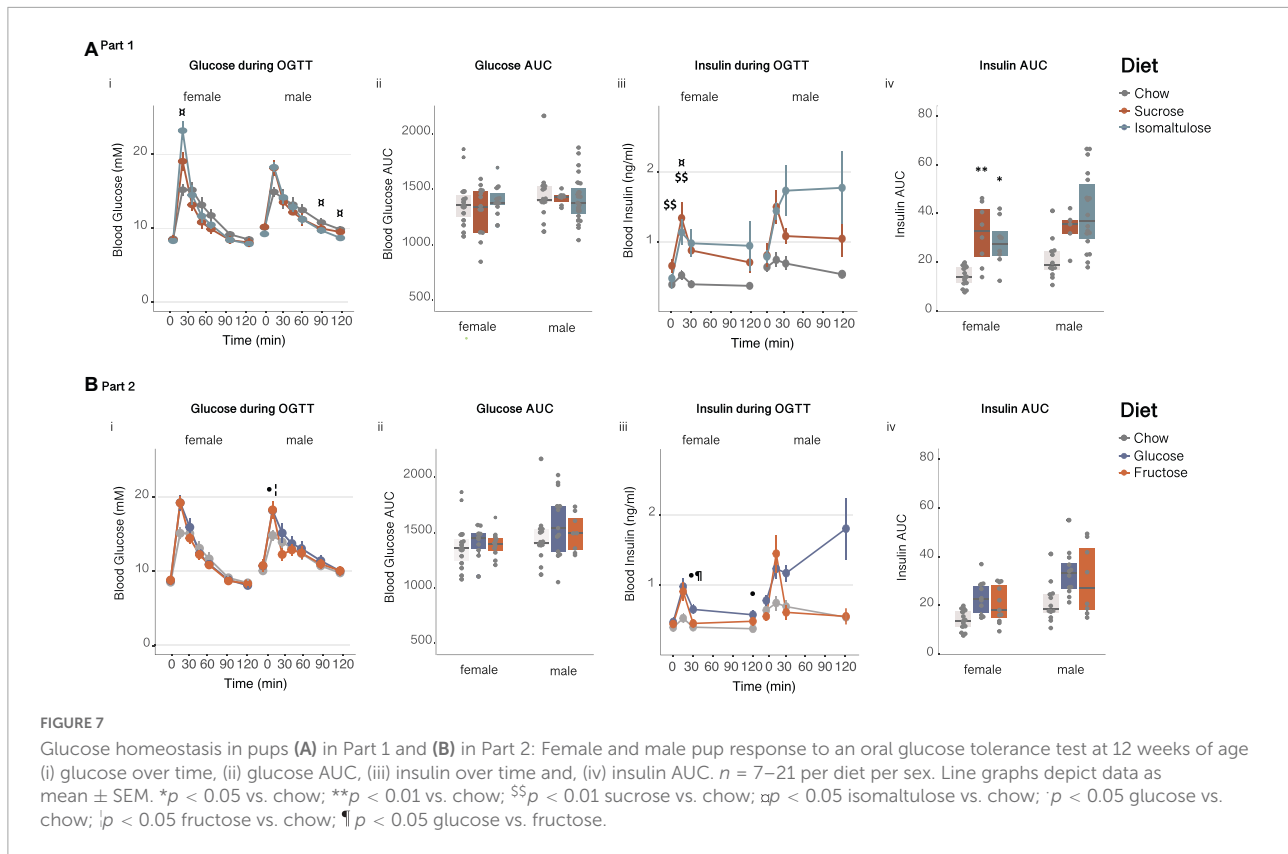 A Part 1
Glucose during OGTT
Glucose AUC
Insulin during OGTT
Insulin AUC
Diet
i
ii
iii
iv
female
male
female
male
Chow
Sucrose
Isomaltulose
¤
¤
¤
¤
$$
$$
**
*
Blood Glucose (mM)
20
10
0
Blood Glucose AUC
2000
1500
1000
500
Blood Insulin (ng/ml)
2
1
Insulin AUC
80
60
40
20
0
0 30 60 90 120 0 30 60 90 120
Time (min)
female male
0 30 60 90 120 0 30 60 90 120
Time (min)
female male
B Part 2
Glucose during OGTT
Glucose AUC
Insulin during OGTT
Insulin AUC
Diet
i
ii
iii
iv
female
male
female
male
Chow
Glucose
Fructose
• ¦
•¶
•
Blood Glucose (mM)
20
10
0
Blood Glucose AUC
2000
1500
1000
500
Blood Insulin (ng/ml)
2
1
0
Insulin AUC
80
60
40
20
0
0 30 60 90 120 0 30 60 90 120
Time (min)
female male
0 30 60 90 120 0 30 60 90 120
Time (min)
female male
FIGURE 7
Glucose homeostasis in pups (A) in Part 1 and (B) in Part 2: Female and male pup response to an oral glucose tolerance test at 12 weeks of age
(i) glucose over time, (ii) glucose AUC, (iii) insulin over time and, (iv) insulin AUC. n = 7–21 per diet per sex. Line graphs depict data as
mean ± SEM. *p < 0.05 vs. chow; **p < 0.01 vs. chow; $$p < 0.01 sucrose vs. chow; ¤p < 0.05 isomaltulose vs. chow; ·p < 0.05 glucose vs.
chow; ¦p < 0.05 fructose vs. chow; ¶ p < 0.05 glucose vs. fructose.